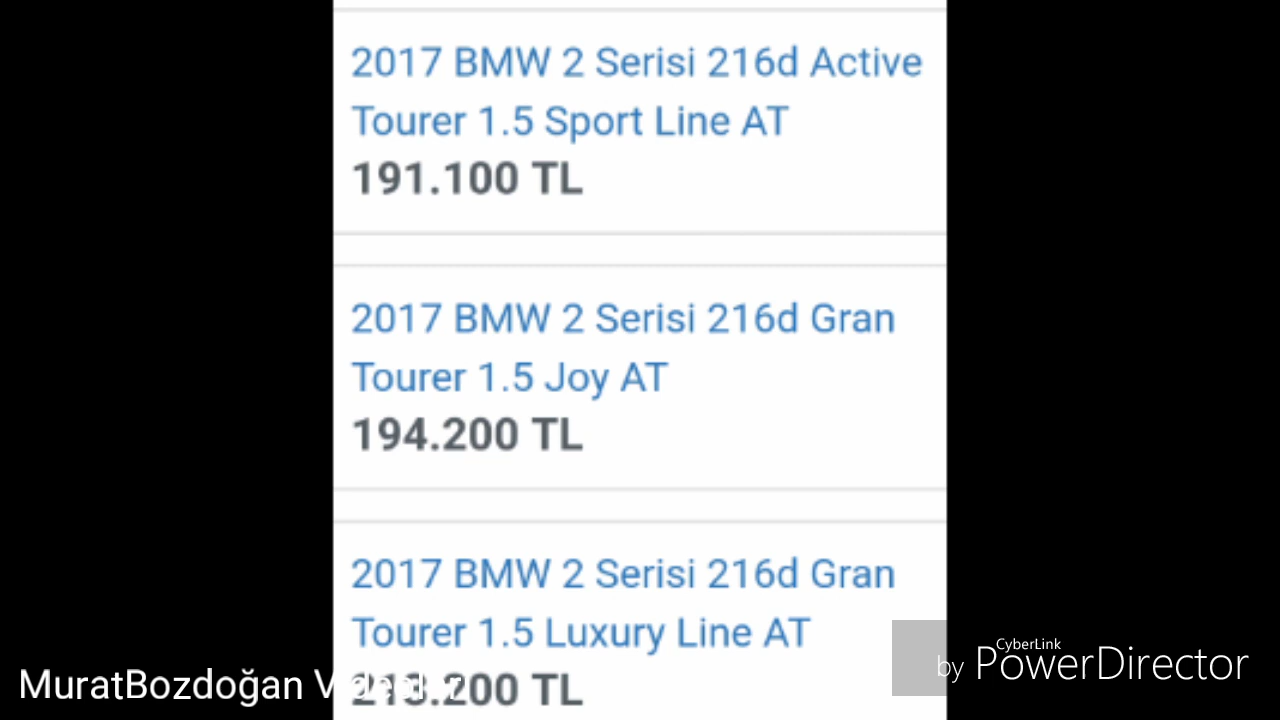 2017 BMW 2 Serisi 216d Active
Tourer 1.5 Sport Line AT
191.100 TL
2017 BMW 2 Serisi 216d Gran
Tourer 1.5 Joy AT
194.200 TL
2017 BMW 2 Serisi 216d Gran
Tourer 1.5 Luxury Line AT
TL
MuratBozdoğan
CyberLink
by PowerDirector